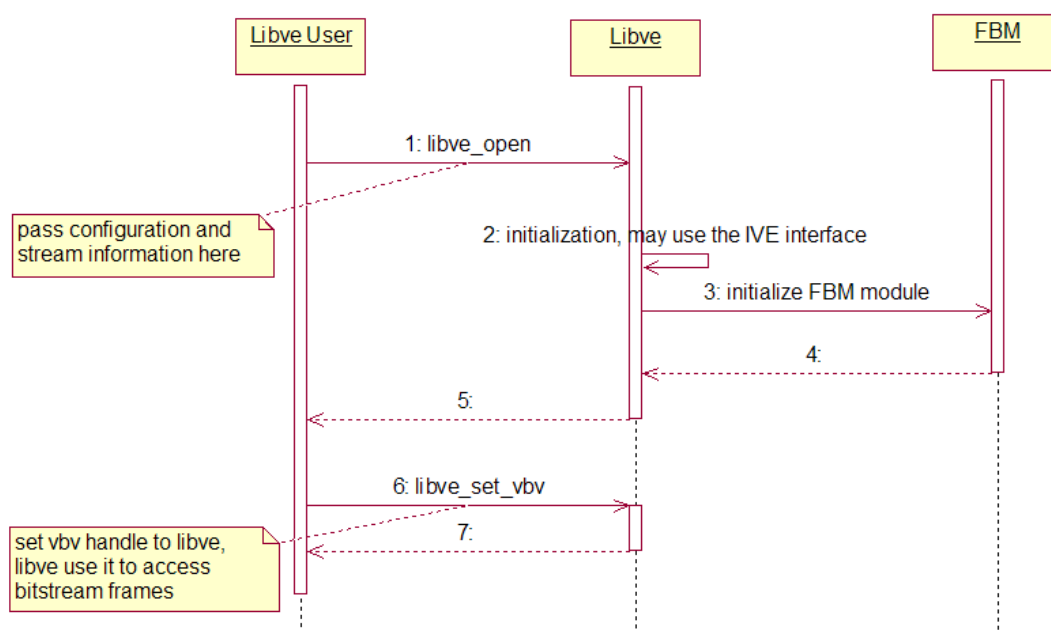 Libve User
Libve
FBM
1: libve_open
pass configuration and
stream information here
2: initialization, may use the IVE interface
3: initialize FBM module
4:
5:
6: libve_set_vbv
7:
set vbv handle to libve,
libve use it to access
bitstream frames